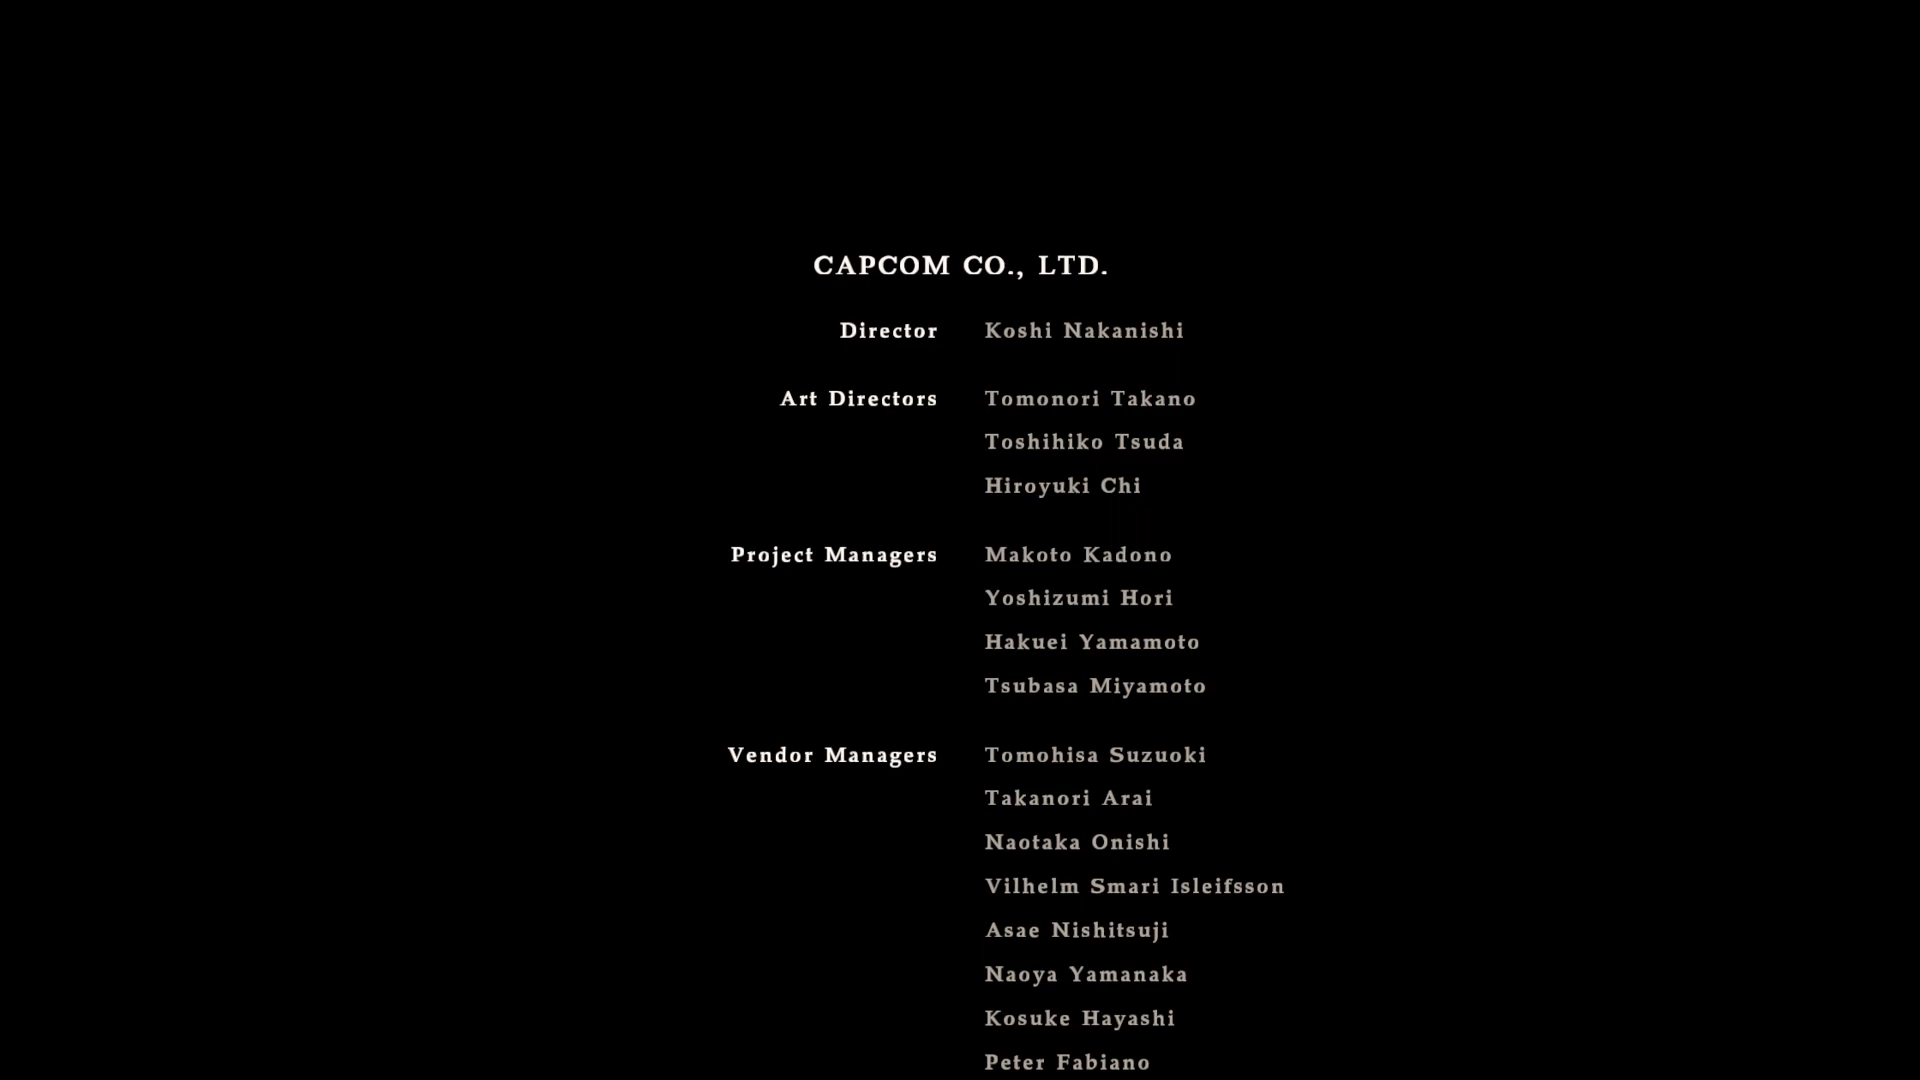 CAPCOM CO., LTD.
Director Koshi Nakanishi
Art Directors Tomonori Takano
Toshihiko Tsuda
Hiroyuki Chi
Project Managers Makoto Kadono
Yoshizumi Hori
Hakuei Yamamoto
Tsubasa Miyamoto
Vendor Managers Tomohisa Suzuoki
Takanori Arai
Naotaka Onishi
Vilhelm Smari Isleifsson
Asae Nishitsuji
Naoya Yamanaka
Kosuke Hayashi
Peter Fabiano